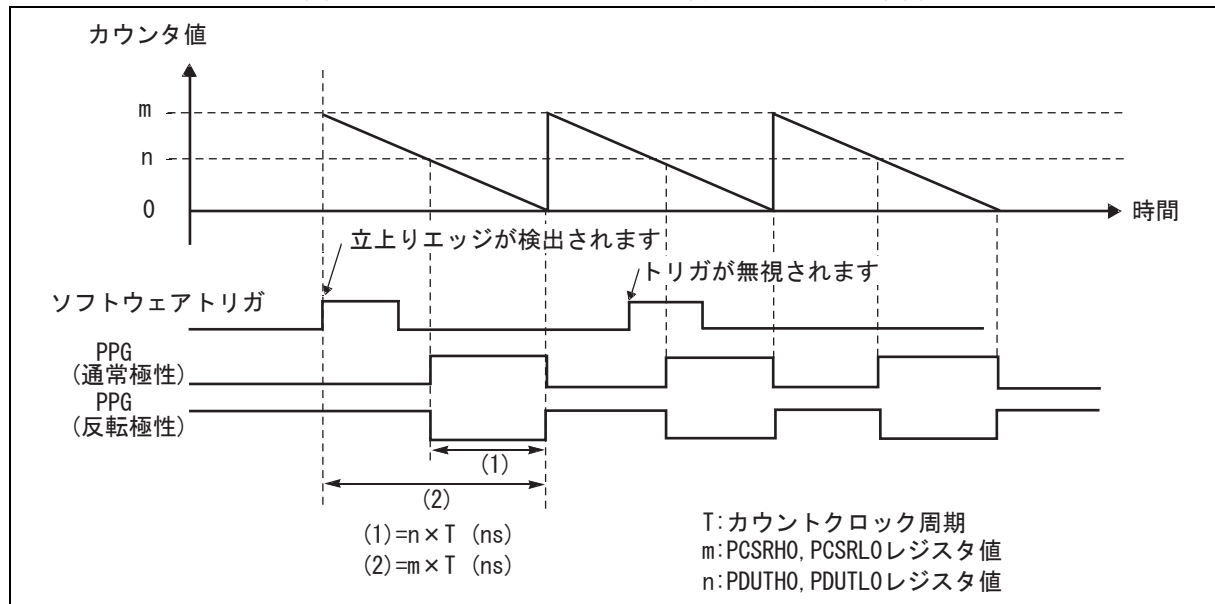 カウンタ値
m
n
0
時間
立上りエッジが検出されます
トリガが無視されます
ソフトウェアトリガ
PPG
(通常極性)
PPG
(反転極性)
(1)
(2)
(1)=n×T (ns)
(2)=m×T (ns)
T:カウントクロック周期
m:PCSRH0,PCSRL0レジスタ値
n:PDUTH0,PDUTL0レジスタ値